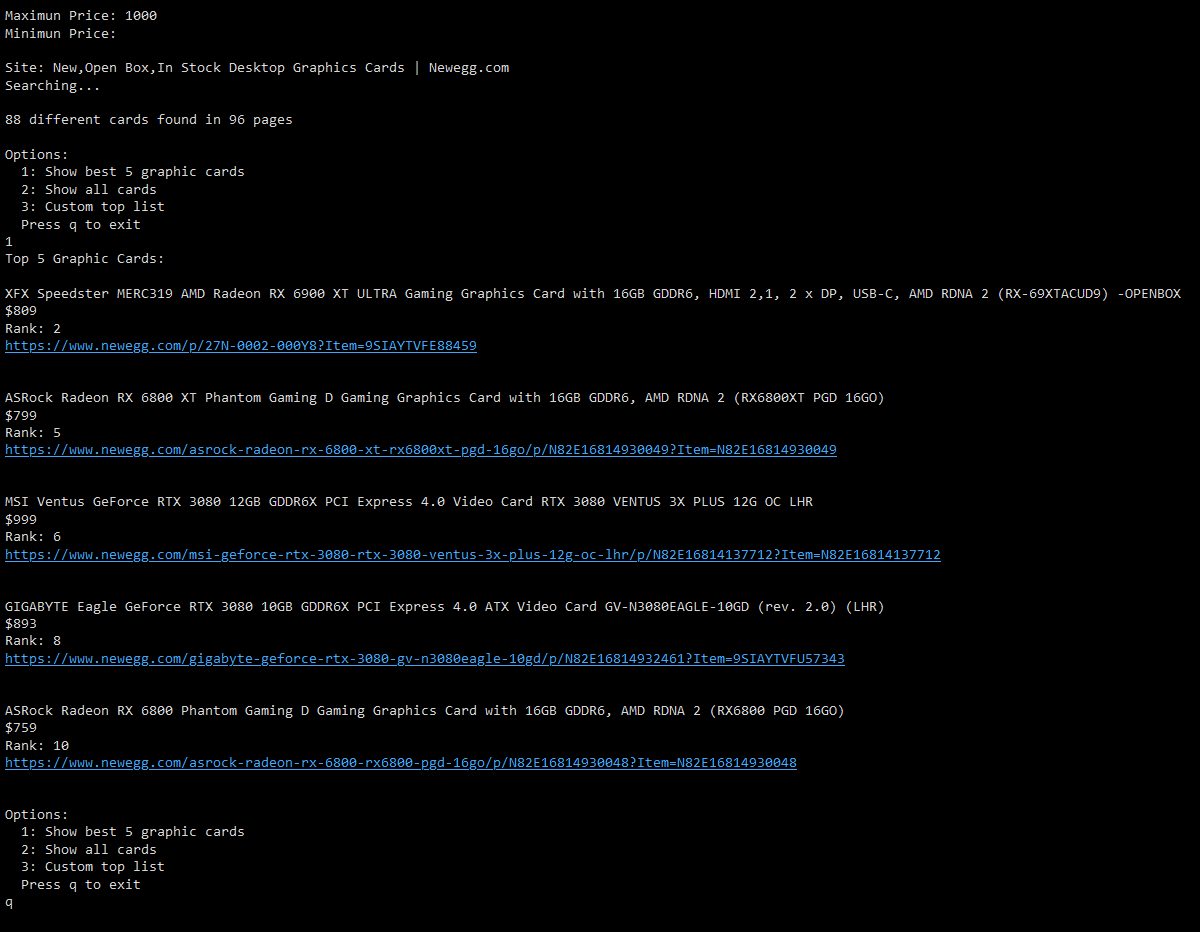 Maximun Price: 1000
Minimun Price:
Site: New,Open Box,In Stock Desktop Graphics Cards | Newegg.com
Searching...
88 different cards found in 96 pages
Options:
1: Show best 5 graphic cards
2: Show all cards
3: Custom top list
Press q to exit
1
Top 5 Graphic Cards:
XFX Speedster MERC319 AMD Radeon RX 6900 XT ULTRA Gaming Graphics Card with 16GB GDDR6, HDMI 2,1, 2 x DP, USB-C, AMD RDNA 2 (RX-69XTACUD9) -OPENBOX
$809
Rank: 2
https://www.newegg.com/p/27N-0002-000Y8?Item=9SIAYTVFE88459
ASRock Radeon RX 6800 XT Phantom Gaming D Gaming Graphics Card with 16GB GDDR6, AMD RDNA 2 (RX6800XT PGD 16GO)
$799
Rank: 5
https://www.newegg.com/asrock-radeon-rx-6800-xt-rx6800xt-pgd-16go/p/N82E16814930049?Item=N82E16814930049
MSI Ventus GeForce RTX 3080 12GB GDDR6X PCI Express 4.0 Video Card RTX 3080 VENTUS 3X PLUS 12G OC LHR
$999
Rank: 6
https://www.newegg.com/msi-geforce-rtx-3080-rtx-3080-ventus-3x-plus-12g-oc-lhr/p/N82E16814137712?Item=N82E16814137712
GIGABYTE Eagle GeForce RTX 3080 10GB GDDR6X PCI Express 4.0 ATX Video Card GV-N3080EAGLE-10GD (rev. 2.0) (LHR)
$893
Rank: 8
https://www.newegg.com/gigabyte-geforce-rtx-3080-gv-n3080eagle-10gd/p/N82E16814932461?Item=9SIAYTVFU57343
ASRock Radeon RX 6800 Phantom Gaming D Gaming Graphics Card with 16GB GDDR6, AMD RDNA 2 (RX6800 PGD 16GO)
$759
Rank: 10
https://www.newegg.com/asrock-radeon-rx-6800-rx6800-pgd-16go/p/N82E16814930048?Item=N82E16814930048
Options:
1: Show best 5 graphic cards
2: Show all cards
3: Custom top list
Press q to exit
q